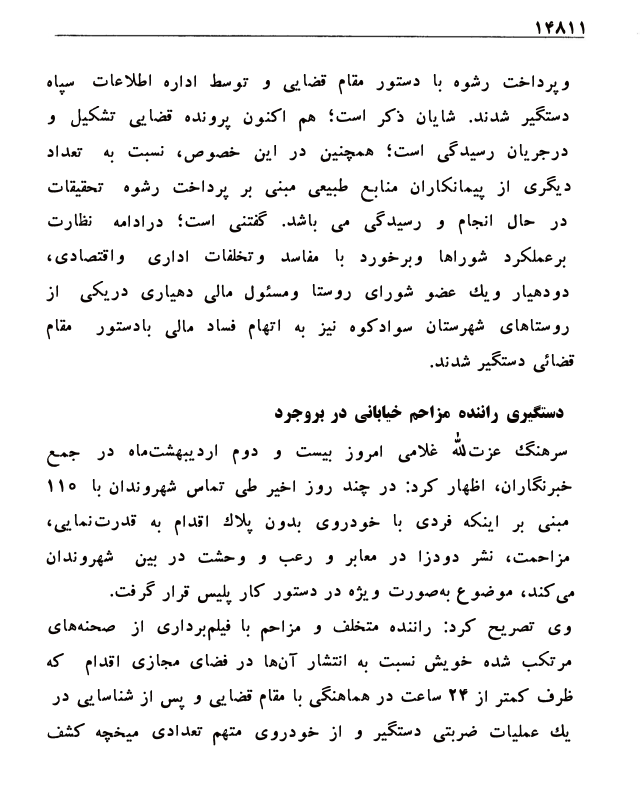 ۱۴۸۱۱
وپرداخت رشوه با دستور مقام قضایی و توسط اداره اطلاعات سپاه
دستگیر شدند. شایان ذکر است؛ هم اکنون پرونده قضایی تشکیل و
درجریان رسیدگی است؛ همچنین در این خصوص، نسبت به تعداد
دیگری از پیمانکاران منابع طبیعی مبنی بر پرداخت رشوه تحقیقات
در حال انجام و رسیدگی می باشد. گفتنی است؛ درادامه نظارت
برعملکرد شوراها وبرخورد با مفاسد وتخلفات اداری واقتصادی،
دودهیار ویك عضو شورای روستا ومسئول مالی دهیاری دریکی از
روستاهای شهرستان سوادکوه نیز به اتهام فساد مالی بادستور مقام
قضائی دستگیر شدند.
دستگیری راننده مزاحم خیابانی در بروجرد
سرهنگ عزت‌الله غلامی امروز بیست و دوم اردیبهشت‌ماه در جمع
خبرنگاران، اظهار کرد: در چند روز اخیر طی تماس شهروندان با ۱۱۰
مبنی بر اینکه فردی با خودروی بدون پلاك اقدام به قدرت‌نمایی،
مزاحمت، نشر دودزا در معابر و رعب و وحشت در بین شهروندان
می‌کند، موضوع به‌صورت ویژه در دستور کار پلیس قرار گرفت.
وی تصریح کرد: راننده متخلف و مزاحم با فیلم‌برداری از صحنه‌های
مرتکب شده خویش نسبت به انتشار آن‌ها در فضای مجازی اقدام که
ظرف کمتر از ۲۴ ساعت در هماهنگی با مقام قضایی و پس از شناسایی در
یك عملیات ضربتی دستگیر و از خودروی متهم تعدادی میخچه کشف